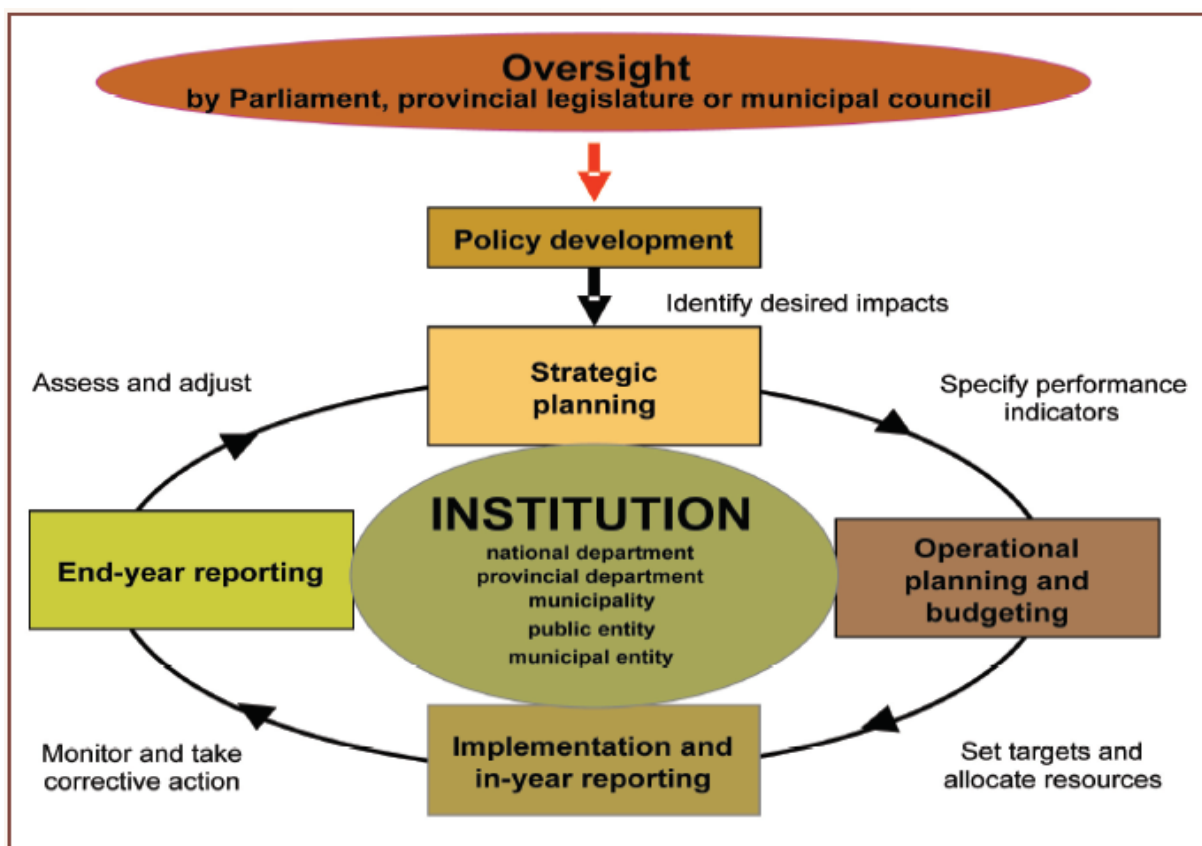 Oversight
by Parliament, provincial legislature or municipal council
Policy development
Identify desired impacts
Strategic
planning
Assess and adjust
Specify performance
indicators
INSTITUTION
national department
provincial department
municipality
public entity
municipal entity
End-year reporting
Operational
planning and
budgeting
Implementation and
in-year reporting
Monitor and take
corrective action
Set targets and
allocate resources